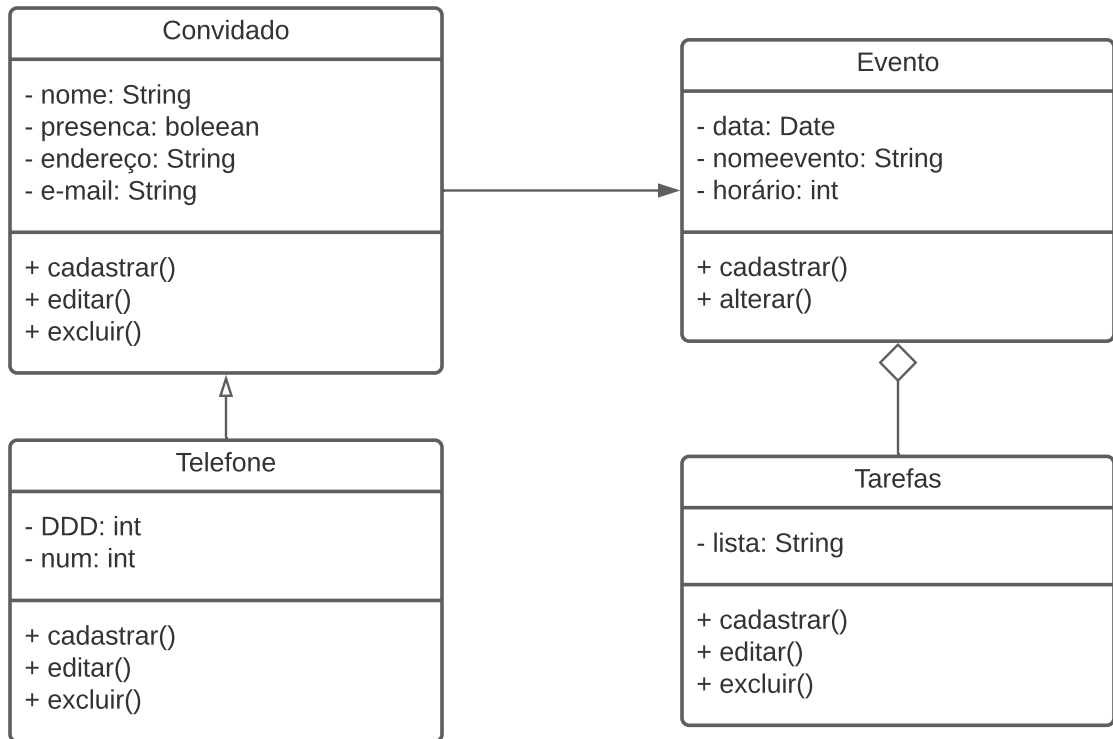 Convidado
- nome: String
- presenca: boleean
- endereço: String
- e-mail: String
+ cadastrar()
+ editar()
+ excluir()
Evento
- data: Date
- nomeevento: String
- horário: int
+ cadastrar()
+ alterar()
Telefone
- DDD: int
- num: int
+ cadastrar()
+ editar()
+ excluir()
Tarefas
- lista: String
+ cadastrar()
+ editar()
+ excluir()